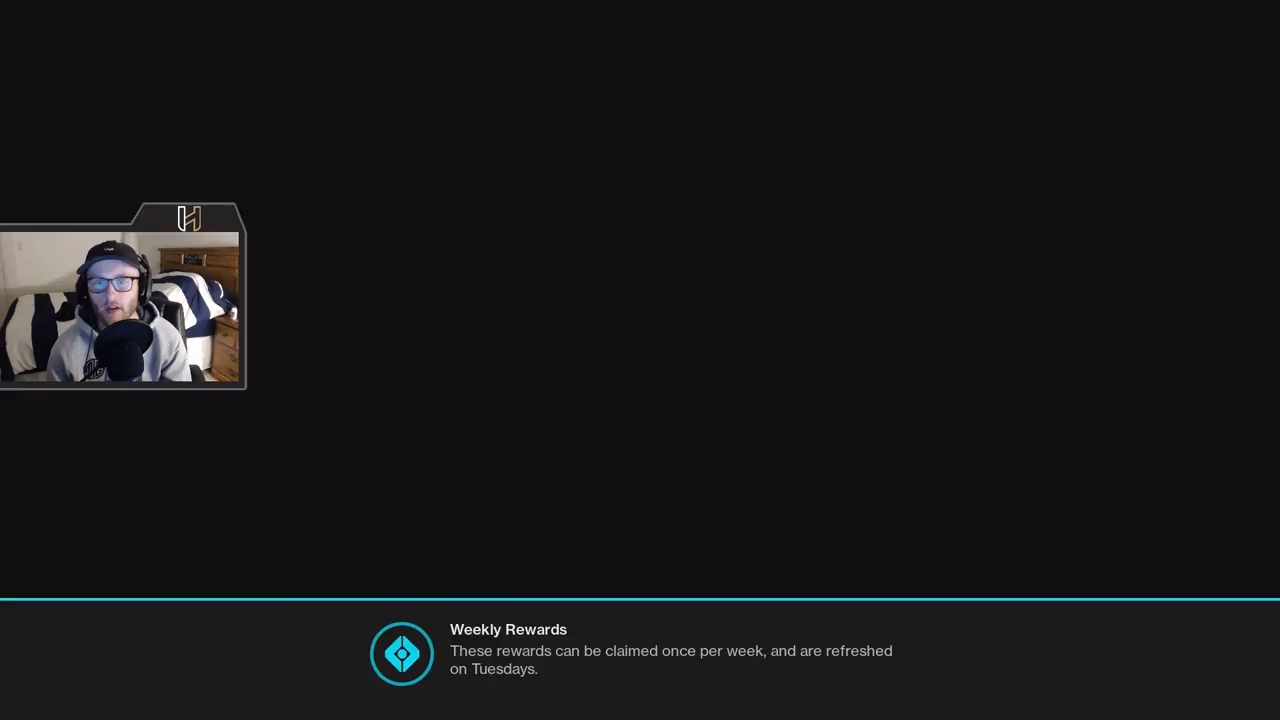 Weekly Rewards
These rewards can be claimed once per week, and are refreshed
on Tuesdays.